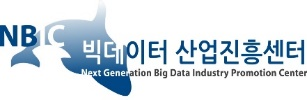 NBIC 빅데이터 산업진흥센터
Next Generation Big Data Industry Promotion Center